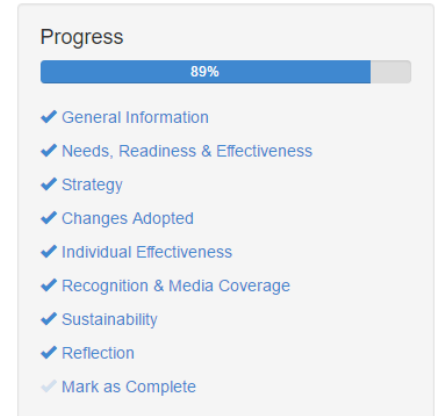 Progress
89%
General Information
Needs, Readiness & Effectiveness
Strategy
Changes Adopted
Individual Effectiveness
Recognition & Media Coverage
Sustainability
Reflection
Mark as Complete